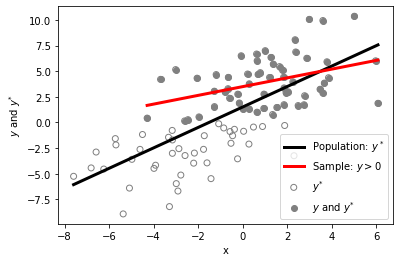 10.0
7.5
5.0
2.5
0.0
−2.5
−5.0
−7.5
y and y*
−8 −6 −4 −2 0 2 4 6
x
Population: y*
Sample: y > 0
y*
y and y*